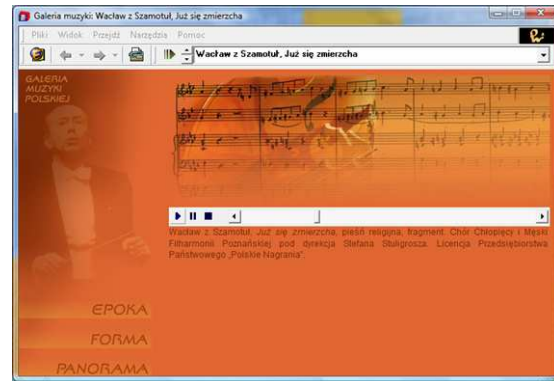 Galeria muzyki: Wacław z Szamotuł, Już się zmierzcha
Pliki Widok Przejdź Narzędzia Pomoc
Wacław z Szamotuł, Już się zmierzcha
GALERIA
MUZYKI
POLSKIEJ
Wacław z Szamotuł, Już się zmierzcha, pieśń religijna, fragment. Chór Chłopięcy i Męski
Filharmonii Poznańskiej pod dyrekcja Stefana Stuligrosza. Licencja Przedsiębiorstwa
Państwowego „Polskie Nagrania".
EPOKA
FORMA
PANORAMA